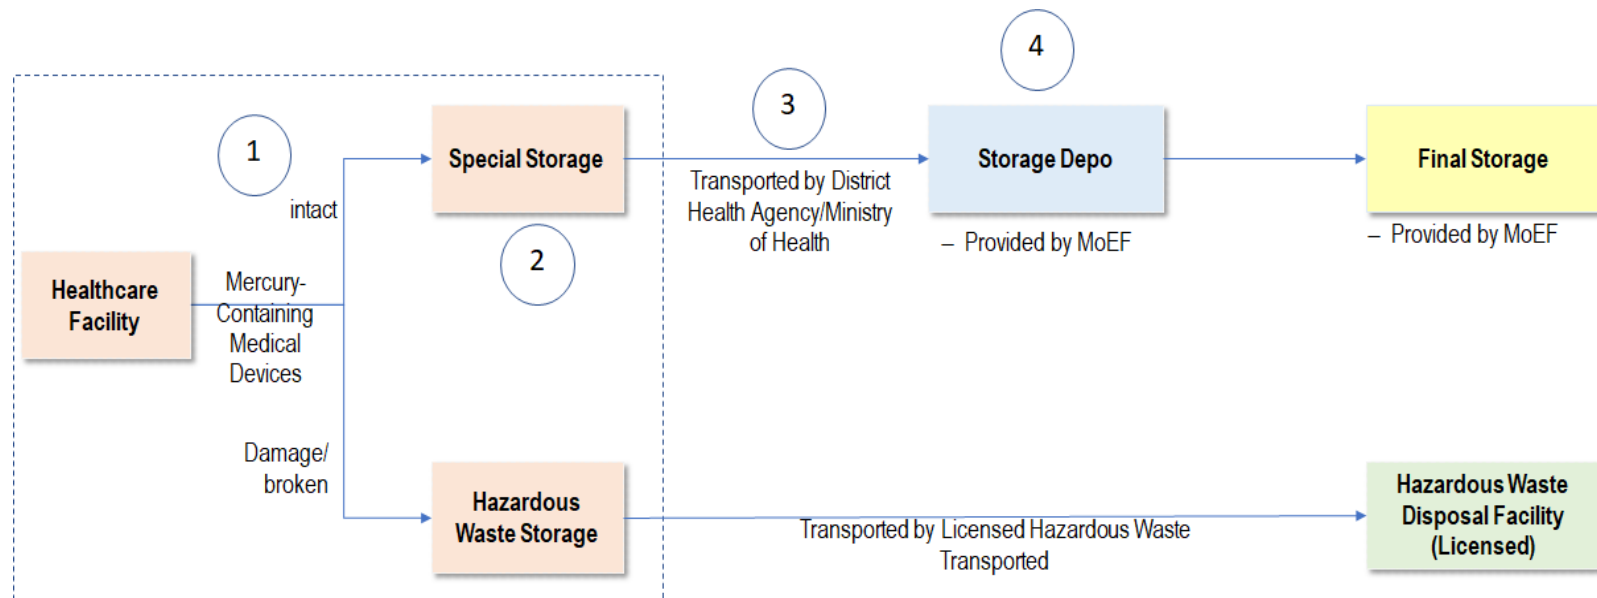 4
3
1
Special Storage
Storage Depo
Final Storage
intact
Transported by District
Health Agency/Ministry
of Health
– Provided by MoEF
– Provided by MoEF
2
Healthcare
Facility
Mercury-
Containing
Medical
Devices
Damage/
broken
Hazardous
Waste Storage
Transported by Licensed Hazardous Waste
Transported
Hazardous Waste
Disposal Facility
(Licensed)